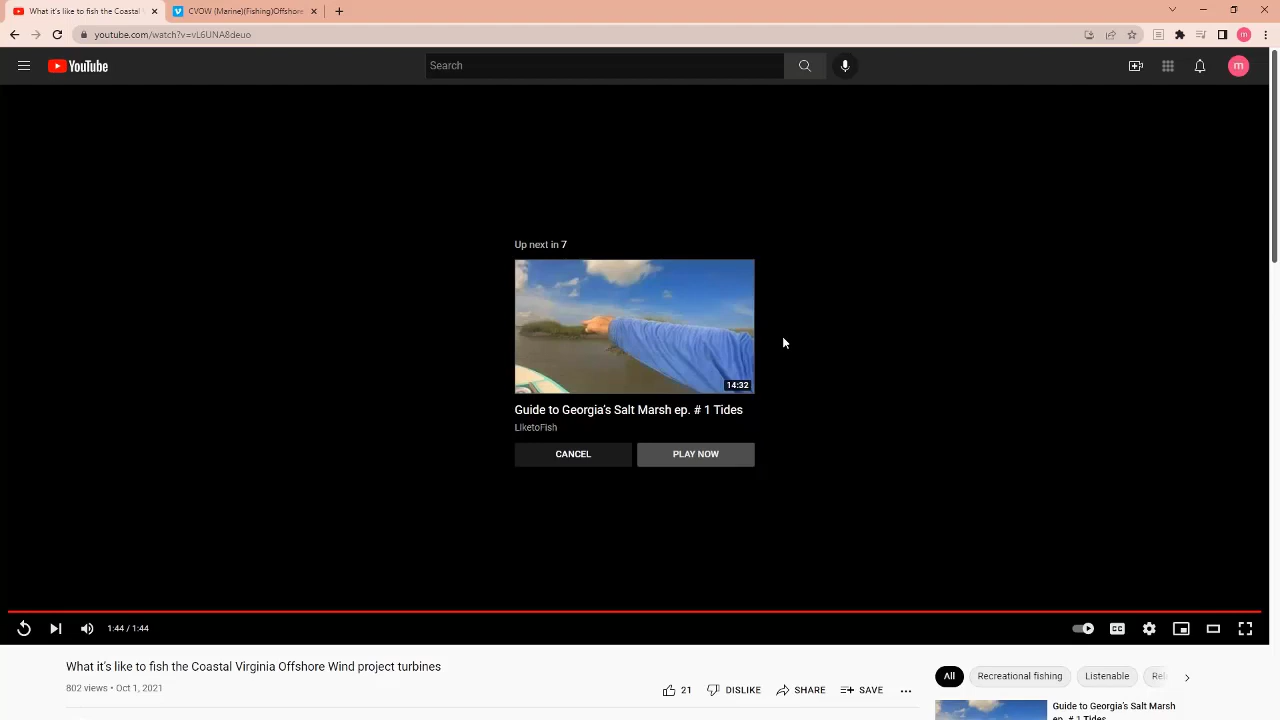 What it's like to fish the Coastal
CVOW (Marine)(Fishing)Offshore
youtube.com/watch?v=vL6UNA8deuo
m
YouTube
Search
m
Up next in 7
14:32
Guide to Georgia's Salt Marsh ep. # 1 Tides
LiketoFish
CANCEL
PLAY NOW
1:44 / 1:44
CC
What it's like to fish the Coastal Virginia Offshore Wind project turbines
802 views • Oct 1, 2021
21
DISLIKE
SHARE
SAVE
All
Recreational fishing
Listenable
Guide to Georgia's Salt Marsh
ep. # 1 Tides